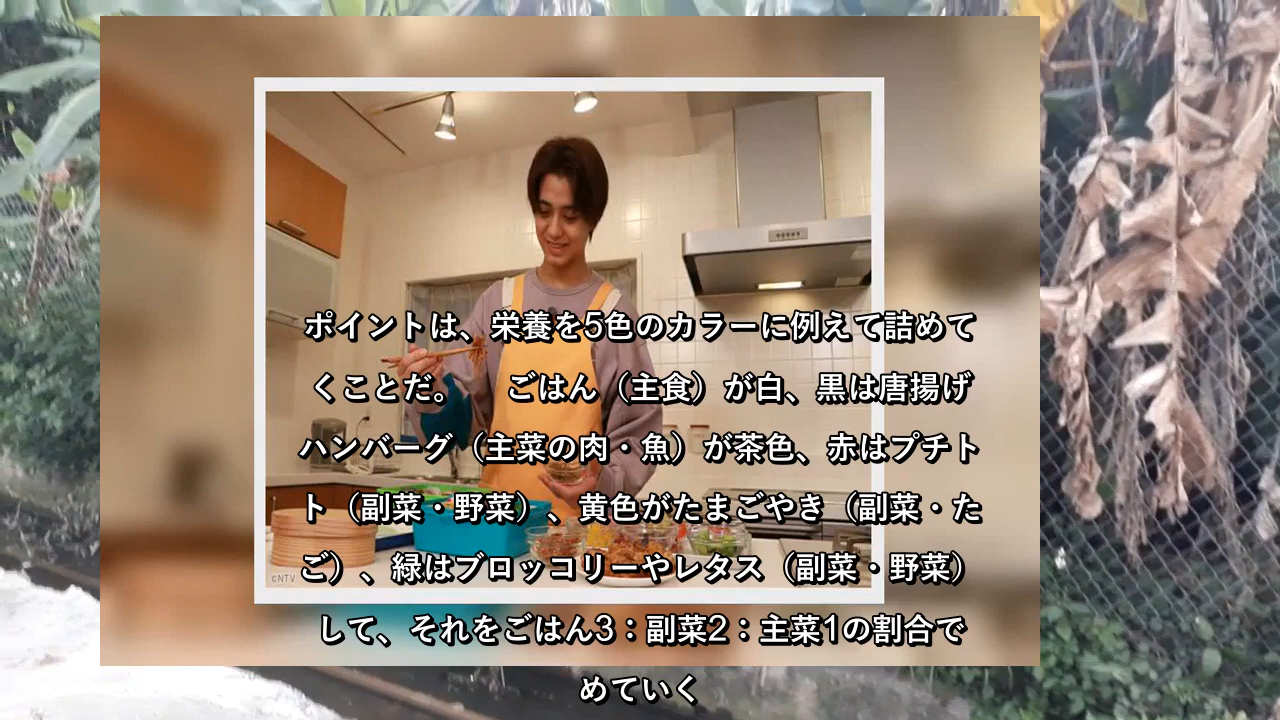 ポイントは、栄養を5色のカラーに例えて詰めて
くことだ。　ごはん（主食）が白、黒は唐揚げ
ハンバーグ（主菜の肉・魚）が茶色、赤はプチト
ト（副菜・野菜）、黄色がたまごやき（副菜・た
ご）、緑はブロッコリーやレタス（副菜・野菜）
して、それをごはん3：副菜2：主菜1の割合で
めていく
©NTV